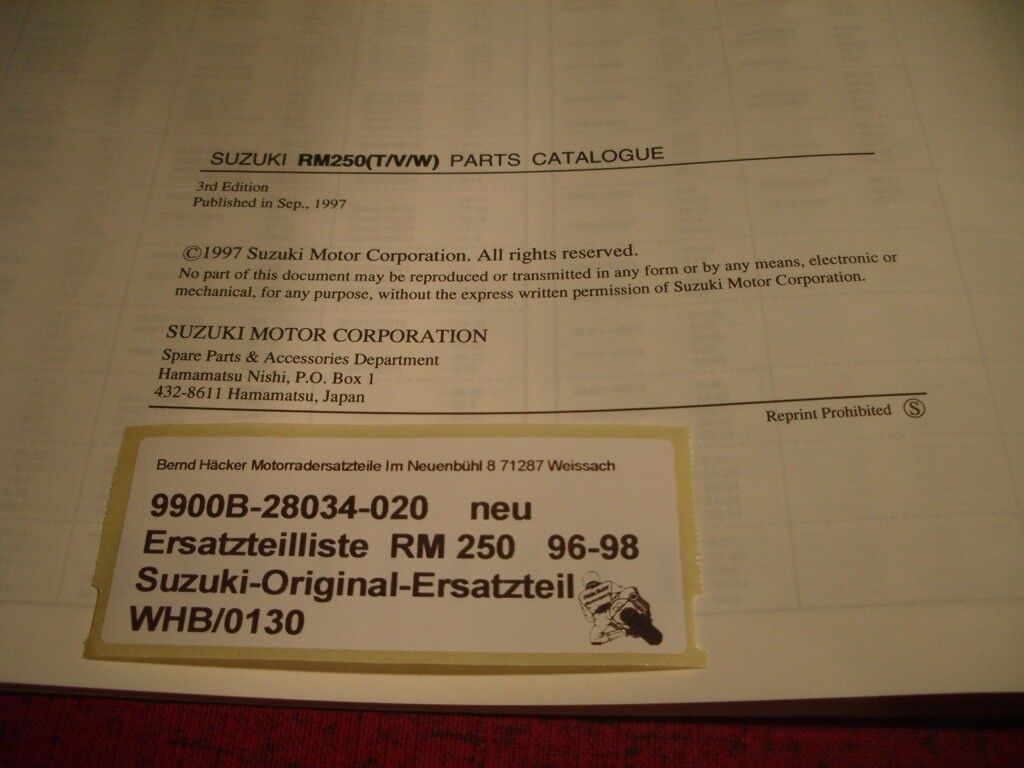 SUZUKI RM250(T/V/W) PARTS CATALOGUE
3rd Edition
Published in Sep., 1997
©1997 Suzuki Motor Corporation. All rights reserved.
No part of this document may be reproduced or transmitted in any form or by any means, electronic or
mechanical, for any purpose, without the express written permission of Suzuki Motor Corporation.
SUZUKI MOTOR CORPORATION
Spare Parts & Accessories Department
Hamamatsu Nishi, P.O. Box 1
432-8611 Hamamatsu, Japan
Reprint Prohibited Ⓢ
Bernd Häcker Motorradersatzteile Im Neuenbühl 8 71287 Weissach
9900B-28034-020 neu
Ersatzteilliste RM 250 96-98
Suzuki-Original-Ersatzteil
WHB/0130